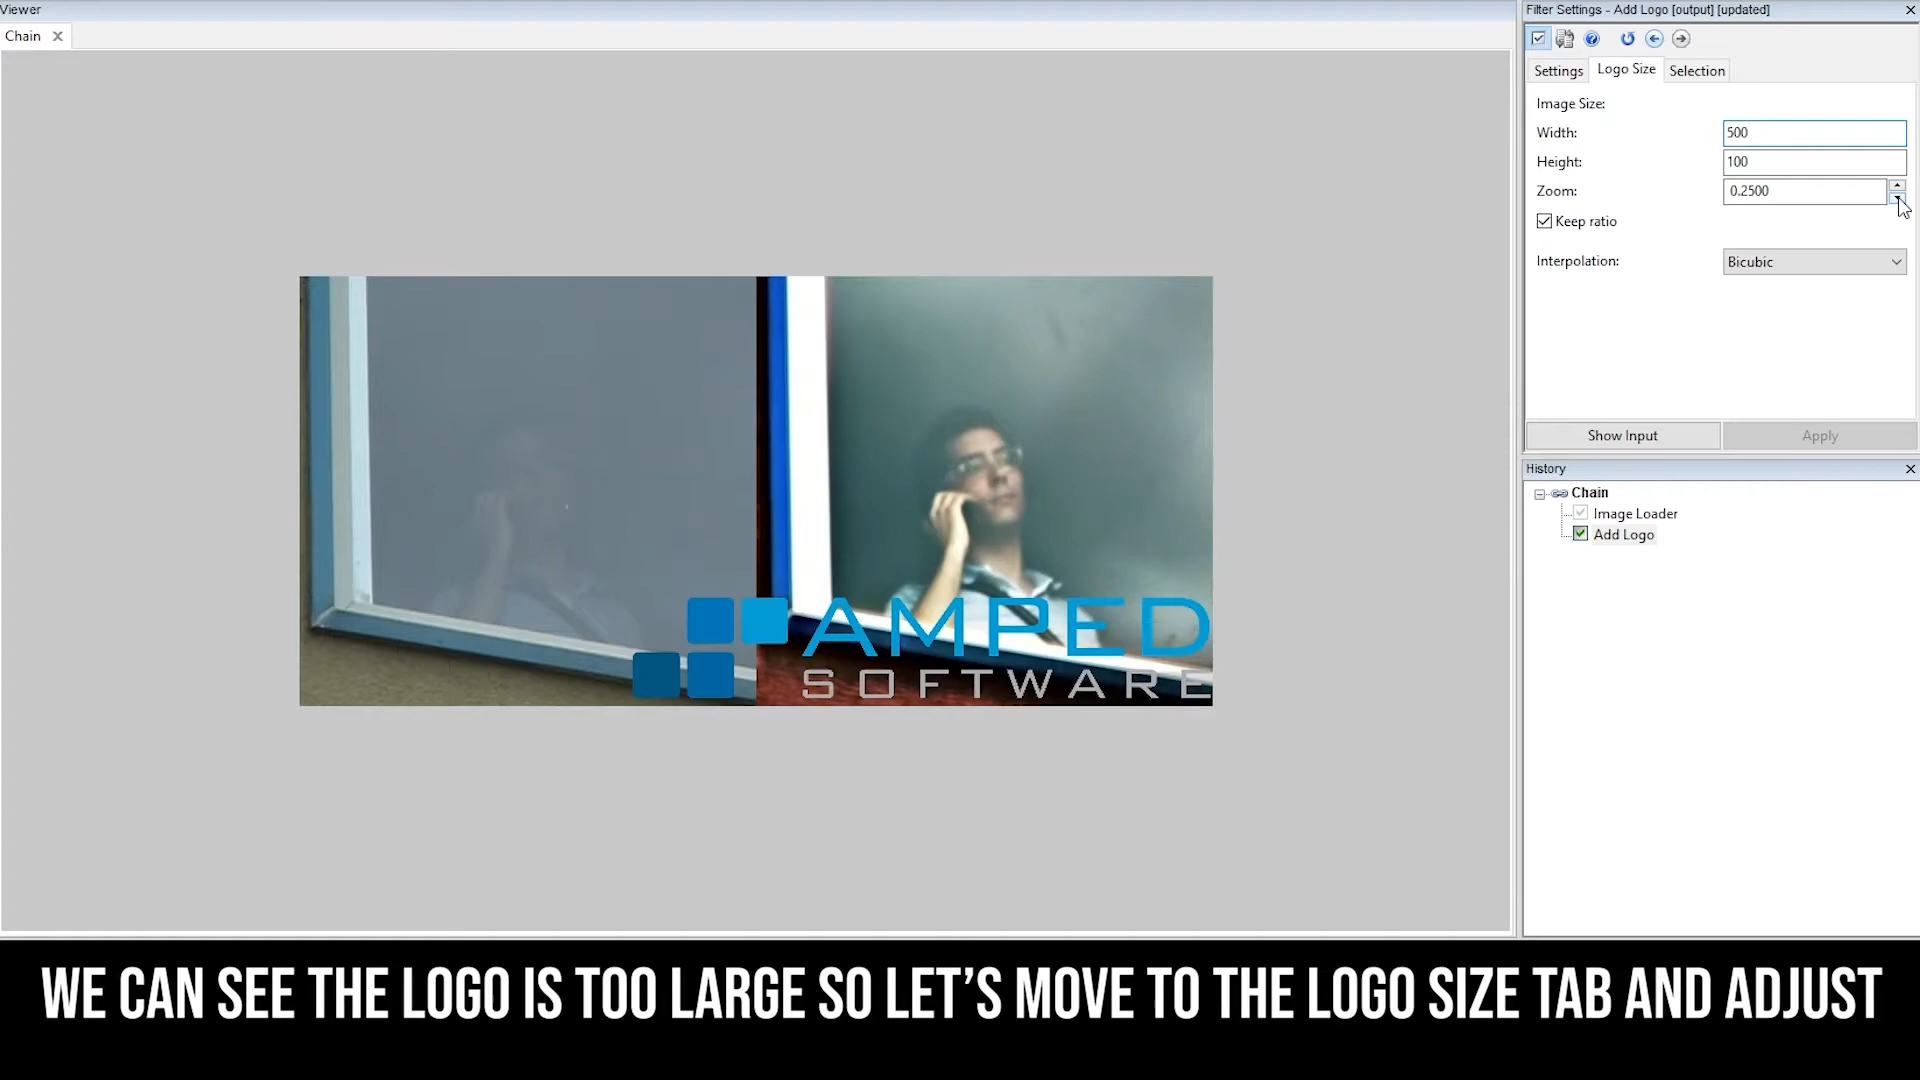 Viewer
Chain
Filter Settings - Add Logo [output] [updated]
Settings
Logo Size
Selection
Image Size:
Width:
500
Height:
100
Zoom:
0.2500
Keep ratio
Interpolation:
Bicubic
Show Input
Apply
History
Chain
Image Loader
Add Logo
AMPED
SOFTWARE
WE CAN SEE THE LOGO IS TOO LARGE SO LET’S MOVE TO THE LOGO SIZE TAB AND ADJUST